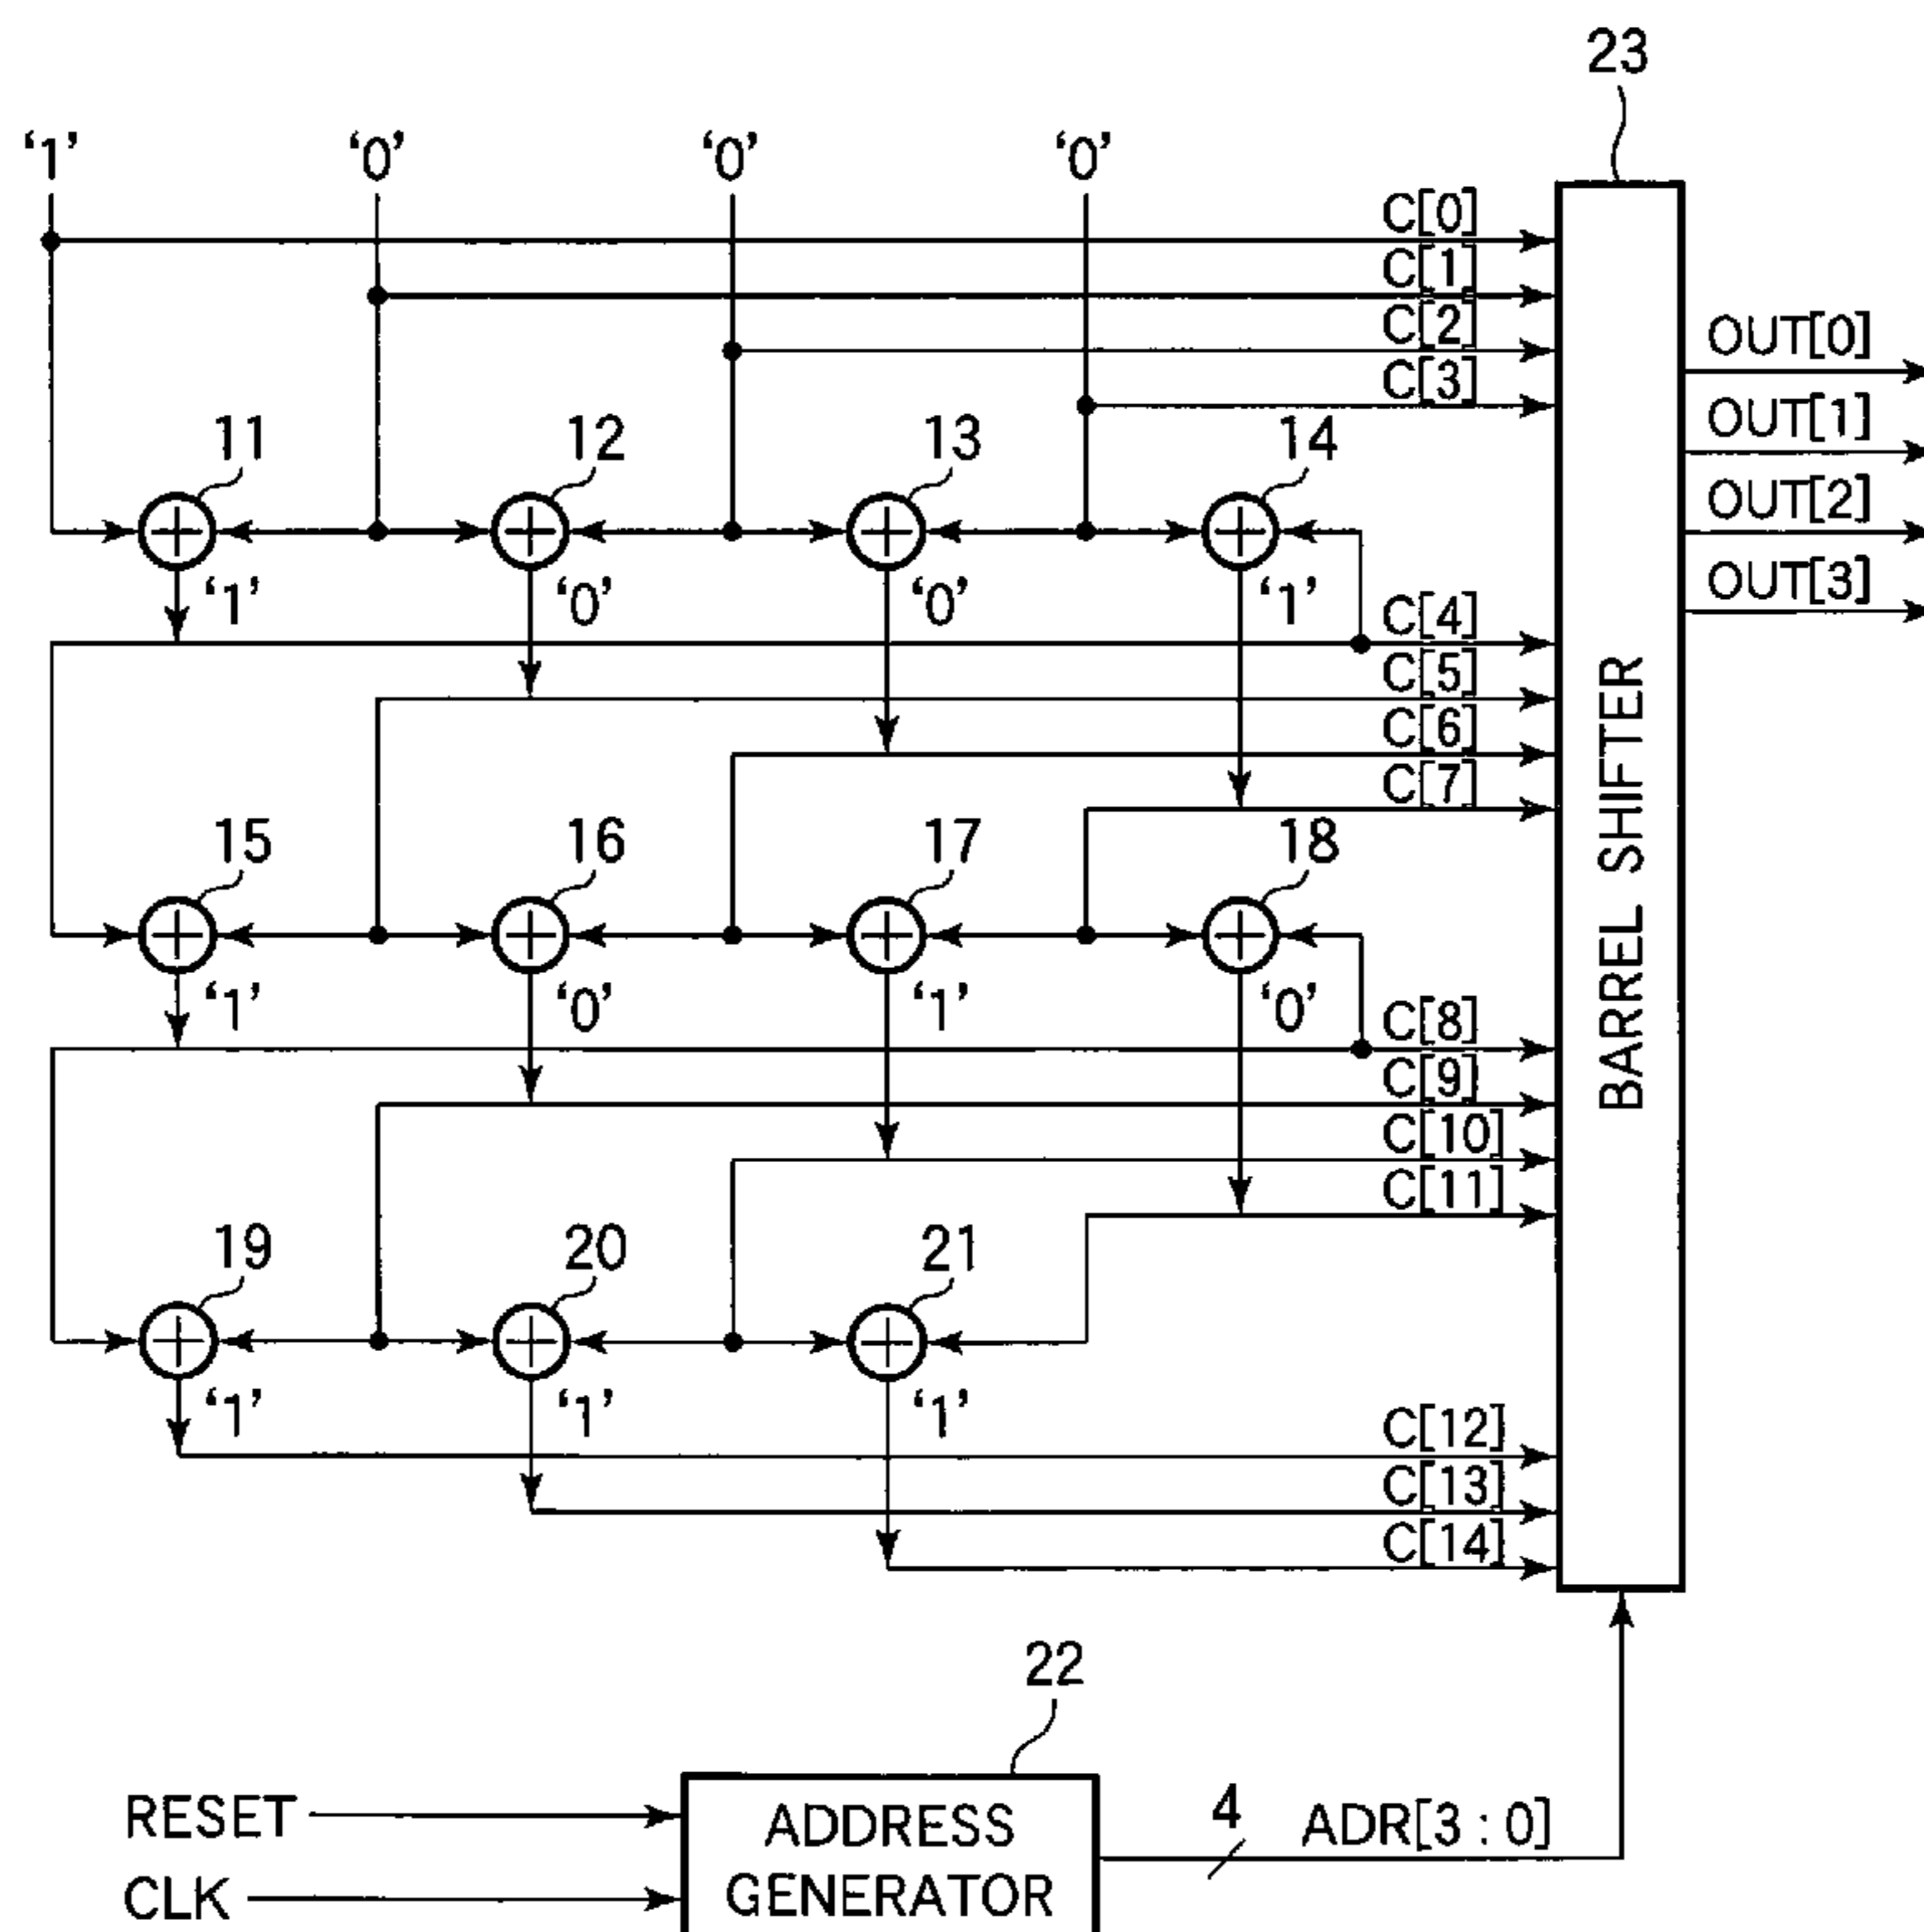 23
‘1’ ‘0’ ‘0’ ‘0’
C[0]
C[1]
C[2]
C[3]
OUT[0]
OUT[1]
OUT[2]
OUT[3]
11 12 13 14
‘1’ ‘0’ ‘0’ ‘1’
C[4]
C[5]
C[6]
C[7]
BARREL SHIFTER
15 16 17 18
‘1’ ‘0’ ‘1’ ‘0’
C[8]
C[9]
C[10]
C[11]
19 20 21
‘1’ ‘1’ ‘1’
C[12]
C[13]
C[14]
22
RESET
CLK
ADDRESS
GENERATOR
4 ADR[3 : 0]